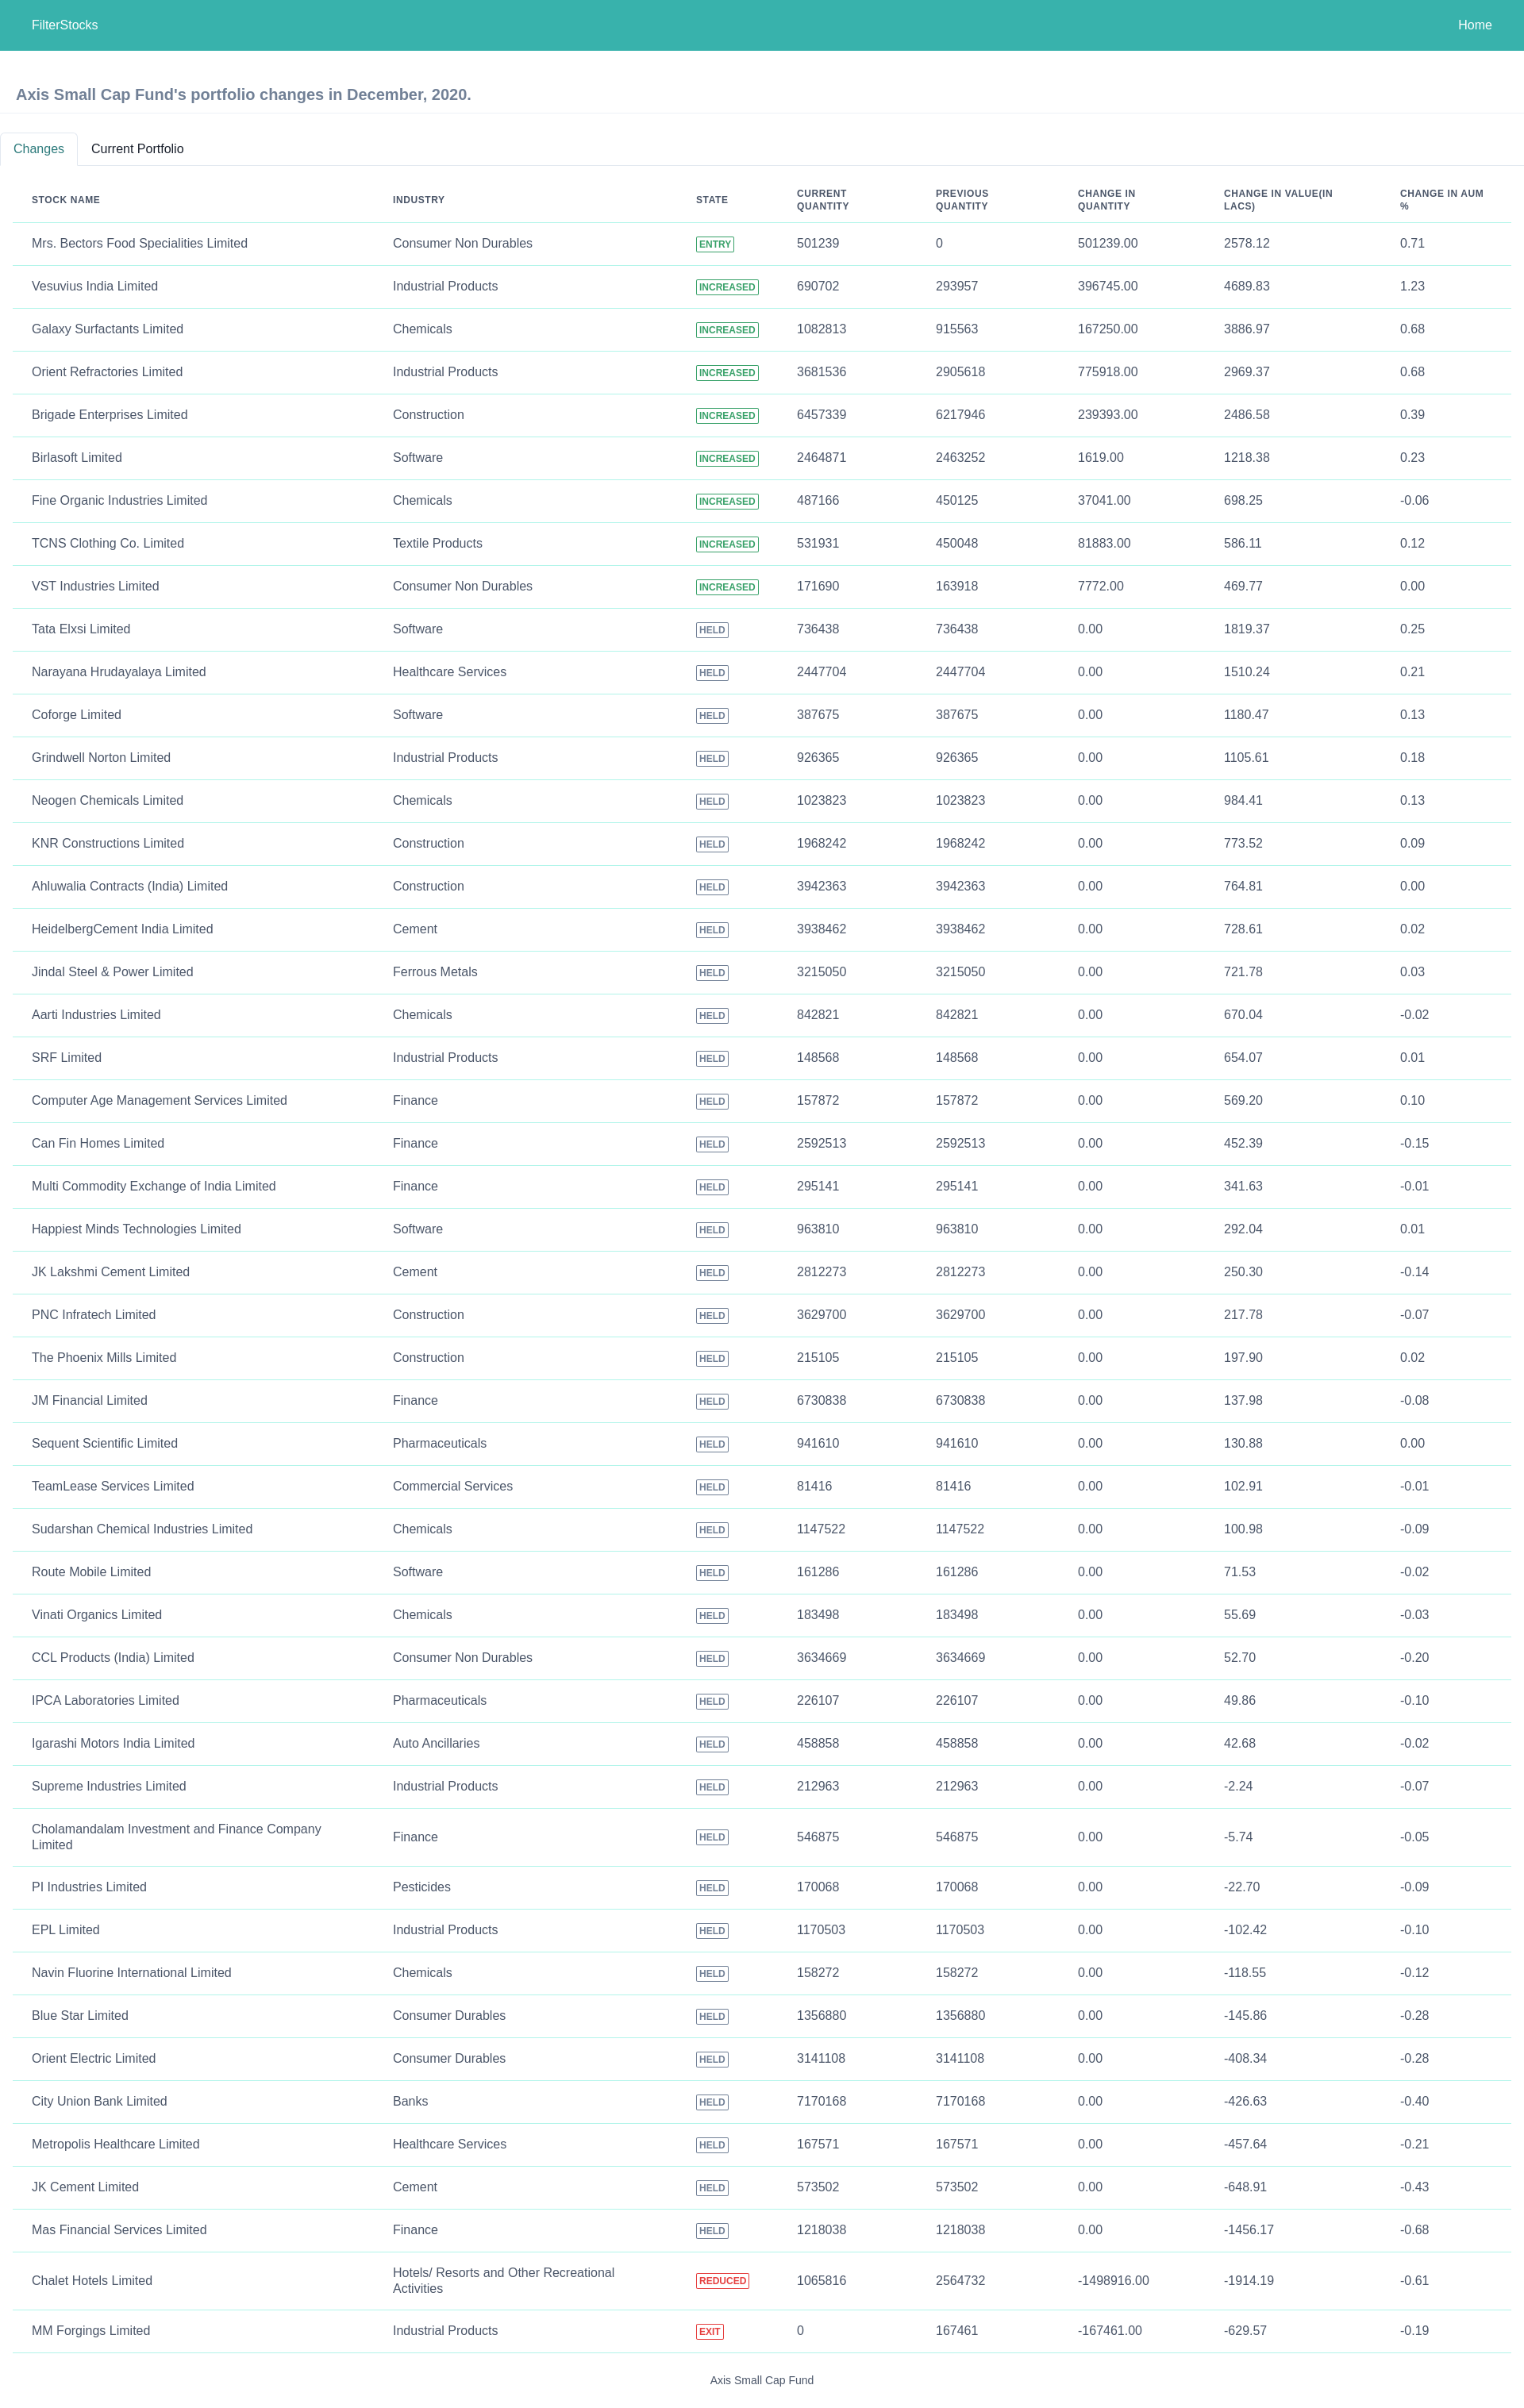 FilterStocks Home
Axis Small Cap Fund's portfolio changes in December, 2020.
Changes Current Portfolio
STOCK NAME INDUSTRY STATE CURRENT QUANTITY PREVIOUS QUANTITY CHANGE IN QUANTITY CHANGE IN VALUE(IN LACS) CHANGE IN AUM %
Mrs. Bectors Food Specialities Limited Consumer Non Durables ENTRY 501239 0 501239.00 2578.12 0.71
Vesuvius India Limited Industrial Products INCREASED 690702 293957 396745.00 4689.83 1.23
Galaxy Surfactants Limited Chemicals INCREASED 1082813 915563 167250.00 3886.97 0.68
Orient Refractories Limited Industrial Products INCREASED 3681536 2905618 775918.00 2969.37 0.68
Brigade Enterprises Limited Construction INCREASED 6457339 6217946 239393.00 2486.58 0.39
Birlasoft Limited Software INCREASED 2464871 2463252 1619.00 1218.38 0.23
Fine Organic Industries Limited Chemicals INCREASED 487166 450125 37041.00 698.25 -0.06
TCNS Clothing Co. Limited Textile Products INCREASED 531931 450048 81883.00 586.11 0.12
VST Industries Limited Consumer Non Durables INCREASED 171690 163918 7772.00 469.77 0.00
Tata Elxsi Limited Software HELD 736438 736438 0.00 1819.37 0.25
Narayana Hrudayalaya Limited Healthcare Services HELD 2447704 2447704 0.00 1510.24 0.21
Coforge Limited Software HELD 387675 387675 0.00 1180.47 0.13
Grindwell Norton Limited Industrial Products HELD 926365 926365 0.00 1105.61 0.18
Neogen Chemicals Limited Chemicals HELD 1023823 1023823 0.00 984.41 0.13
KNR Constructions Limited Construction HELD 1968242 1968242 0.00 773.52 0.09
Ahluwalia Contracts (India) Limited Construction HELD 3942363 3942363 0.00 764.81 0.00
HeidelbergCement India Limited Cement HELD 3938462 3938462 0.00 728.61 0.02
Jindal Steel & Power Limited Ferrous Metals HELD 3215050 3215050 0.00 721.78 0.03
Aarti Industries Limited Chemicals HELD 842821 842821 0.00 670.04 -0.02
SRF Limited Industrial Products HELD 148568 148568 0.00 654.07 0.01
Computer Age Management Services Limited Finance HELD 157872 157872 0.00 569.20 0.10
Can Fin Homes Limited Finance HELD 2592513 2592513 0.00 452.39 -0.15
Multi Commodity Exchange of India Limited Finance HELD 295141 295141 0.00 341.63 -0.01
Happiest Minds Technologies Limited Software HELD 963810 963810 0.00 292.04 0.01
JK Lakshmi Cement Limited Cement HELD 2812273 2812273 0.00 250.30 -0.14
PNC Infratech Limited Construction HELD 3629700 3629700 0.00 217.78 -0.07
The Phoenix Mills Limited Construction HELD 215105 215105 0.00 197.90 0.02
JM Financial Limited Finance HELD 6730838 6730838 0.00 137.98 -0.08
Sequent Scientific Limited Pharmaceuticals HELD 941610 941610 0.00 130.88 0.00
TeamLease Services Limited Commercial Services HELD 81416 81416 0.00 102.91 -0.01
Sudarshan Chemical Industries Limited Chemicals HELD 1147522 1147522 0.00 100.98 -0.09
Route Mobile Limited Software HELD 161286 161286 0.00 71.53 -0.02
Vinati Organics Limited Chemicals HELD 183498 183498 0.00 55.69 -0.03
CCL Products (India) Limited Consumer Non Durables HELD 3634669 3634669 0.00 52.70 -0.20
IPCA Laboratories Limited Pharmaceuticals HELD 226107 226107 0.00 49.86 -0.10
Igarashi Motors India Limited Auto Ancillaries HELD 458858 458858 0.00 42.68 -0.02
Supreme Industries Limited Industrial Products HELD 212963 212963 0.00 -2.24 -0.07
Cholamandalam Investment and Finance Company Limited Finance HELD 546875 546875 0.00 -5.74 -0.05
PI Industries Limited Pesticides HELD 170068 170068 0.00 -22.70 -0.09
EPL Limited Industrial Products HELD 1170503 1170503 0.00 -102.42 -0.10
Navin Fluorine International Limited Chemicals HELD 158272 158272 0.00 -118.55 -0.12
Blue Star Limited Consumer Durables HELD 1356880 1356880 0.00 -145.86 -0.28
Orient Electric Limited Consumer Durables HELD 3141108 3141108 0.00 -408.34 -0.28
City Union Bank Limited Banks HELD 7170168 7170168 0.00 -426.63 -0.40
Metropolis Healthcare Limited Healthcare Services HELD 167571 167571 0.00 -457.64 -0.21
JK Cement Limited Cement HELD 573502 573502 0.00 -648.91 -0.43
Mas Financial Services Limited Finance HELD 1218038 1218038 0.00 -1456.17 -0.68
Chalet Hotels Limited Hotels/ Resorts and Other Recreational Activities REDUCED 1065816 2564732 -1498916.00 -1914.19 -0.61
MM Forgings Limited Industrial Products EXIT 0 167461 -167461.00 -629.57 -0.19
Axis Small Cap Fund